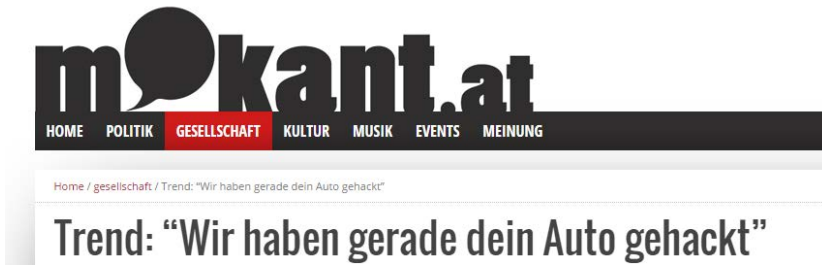 mokant.at
HOME POLITIK GESELLSCHAFT KULTUR MUSIK EVENTS MEINUNG
Home / gesellschaft / Trend: “Wir haben gerade dein Auto gehackt”
Trend: “Wir haben gerade dein Auto gehackt”